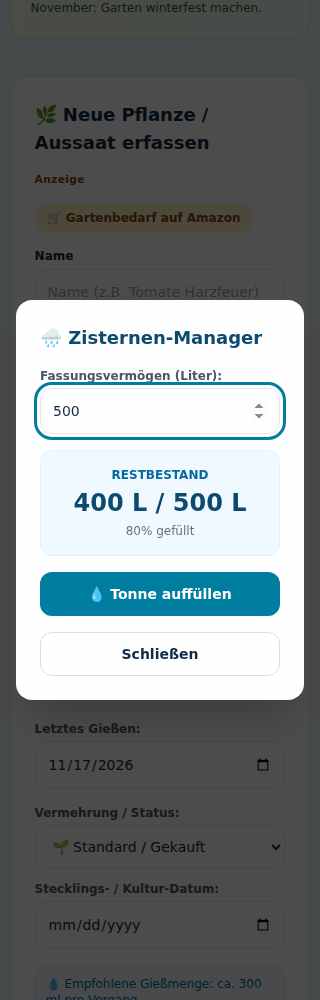 November: Garten winterfest machen.
🌿 Neue Pflanze /
Aussaat erfassen
Anzeige
🛒 Gartenbedarf auf Amazon
Name
Name (z.B. Tomate Harzfeuer)
🌧️ Zisternen-Manager
Fassungsvermögen (Liter):
500
RESTBESTAND
400 L / 500 L
80% gefüllt
💧 Tonne auffüllen
Schließen
Letztes Gießen:
11/17/2026
Vermehrung / Status:
🌱 Standard / Gekauft
Stecklings- / Kultur-Datum:
mm/dd/yyyy
💧 Empfohlene Gießmenge: ca. 300
ml pro Vorgang